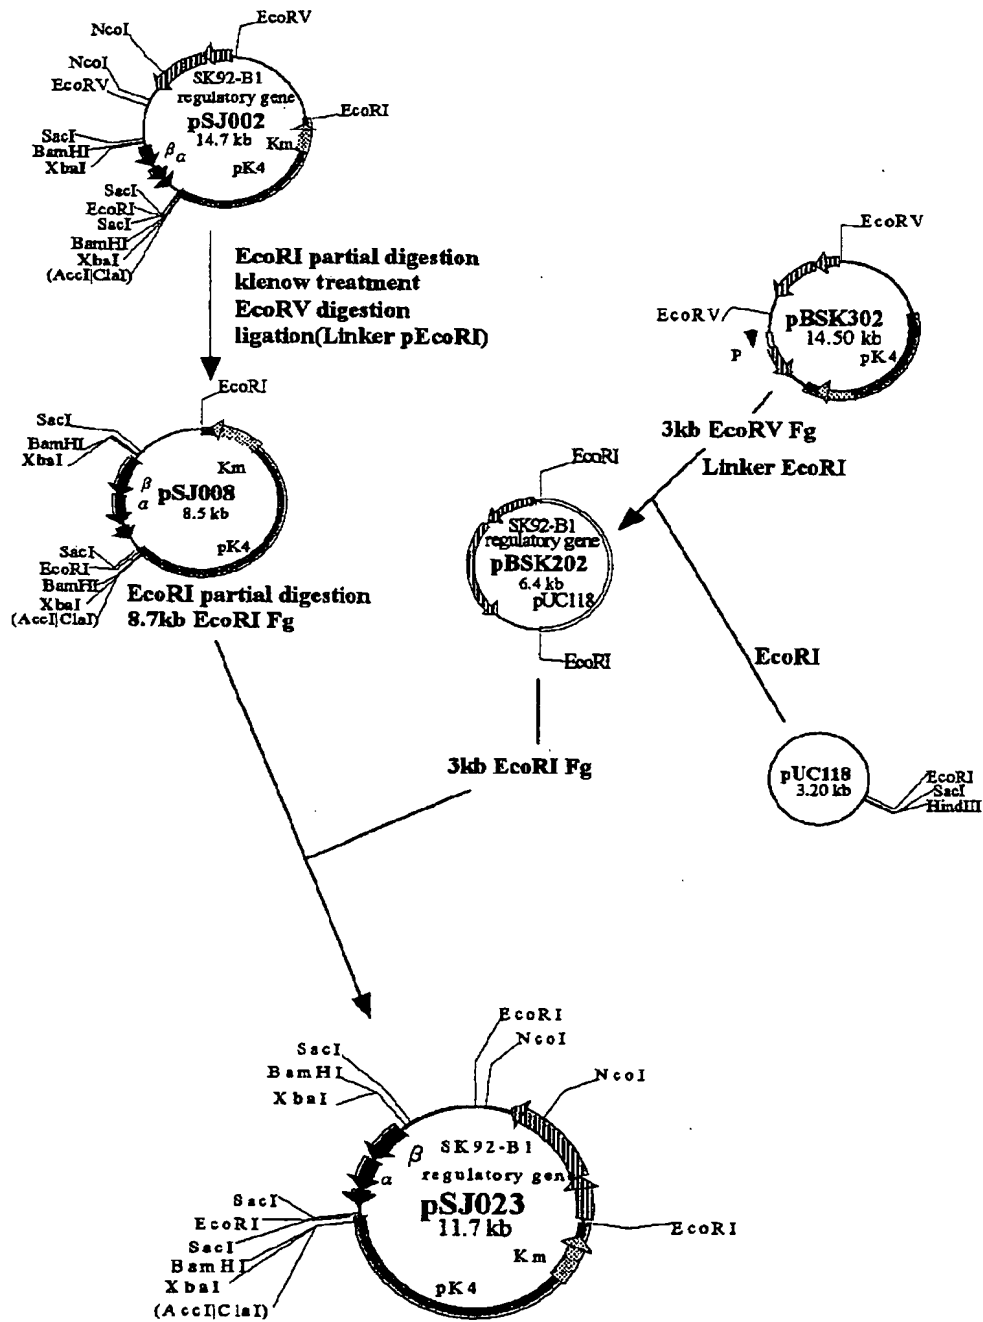 EcoRV
NcoI
NcoI
EcoRV
SK92-B1
regulatory gene
pSJ002
14.7 kb
EcoRI
Km
SacI
BamHI
XbaI
β
α
pK4
SacI
EcoRI
SacI
BamHI
XbaI
(AccI|ClaI)
EcoRI partial digestion
klenow treatment
EcoRV digestion
ligation(Linker pEcoRI)
EcoRV
EcoRV
pBSK302
14.50 kb
pK4
P
3kb EcoRV Fg
Linker EcoRI
EcoRI
SacI
BamHI
XbaI
Km
β
α
pSJ008
8.5 kb
pK4
SacI
EcoRI
BamHI
XbaI
(AccI|ClaI)
EcoRI partial digestion
8.7kb EcoRI Fg
EcoRI
SK92-B1
regulatory gene
pBSK202
6.4 kb
pUC118
EcoRI
EcoRI
3kb EcoRI Fg
pUC118
3.20 kb
EcoRI
SacI
HindIII
EcoRI
NcoI
NcoI
SacI
BamHI
XbaI
β
α
SK92-B1
regulatory gene
pSJ023
11.7 kb
EcoRI
Km
pK4
SacI
EcoRI
SacI
BamHI
XbaI
(AccI|ClaI)